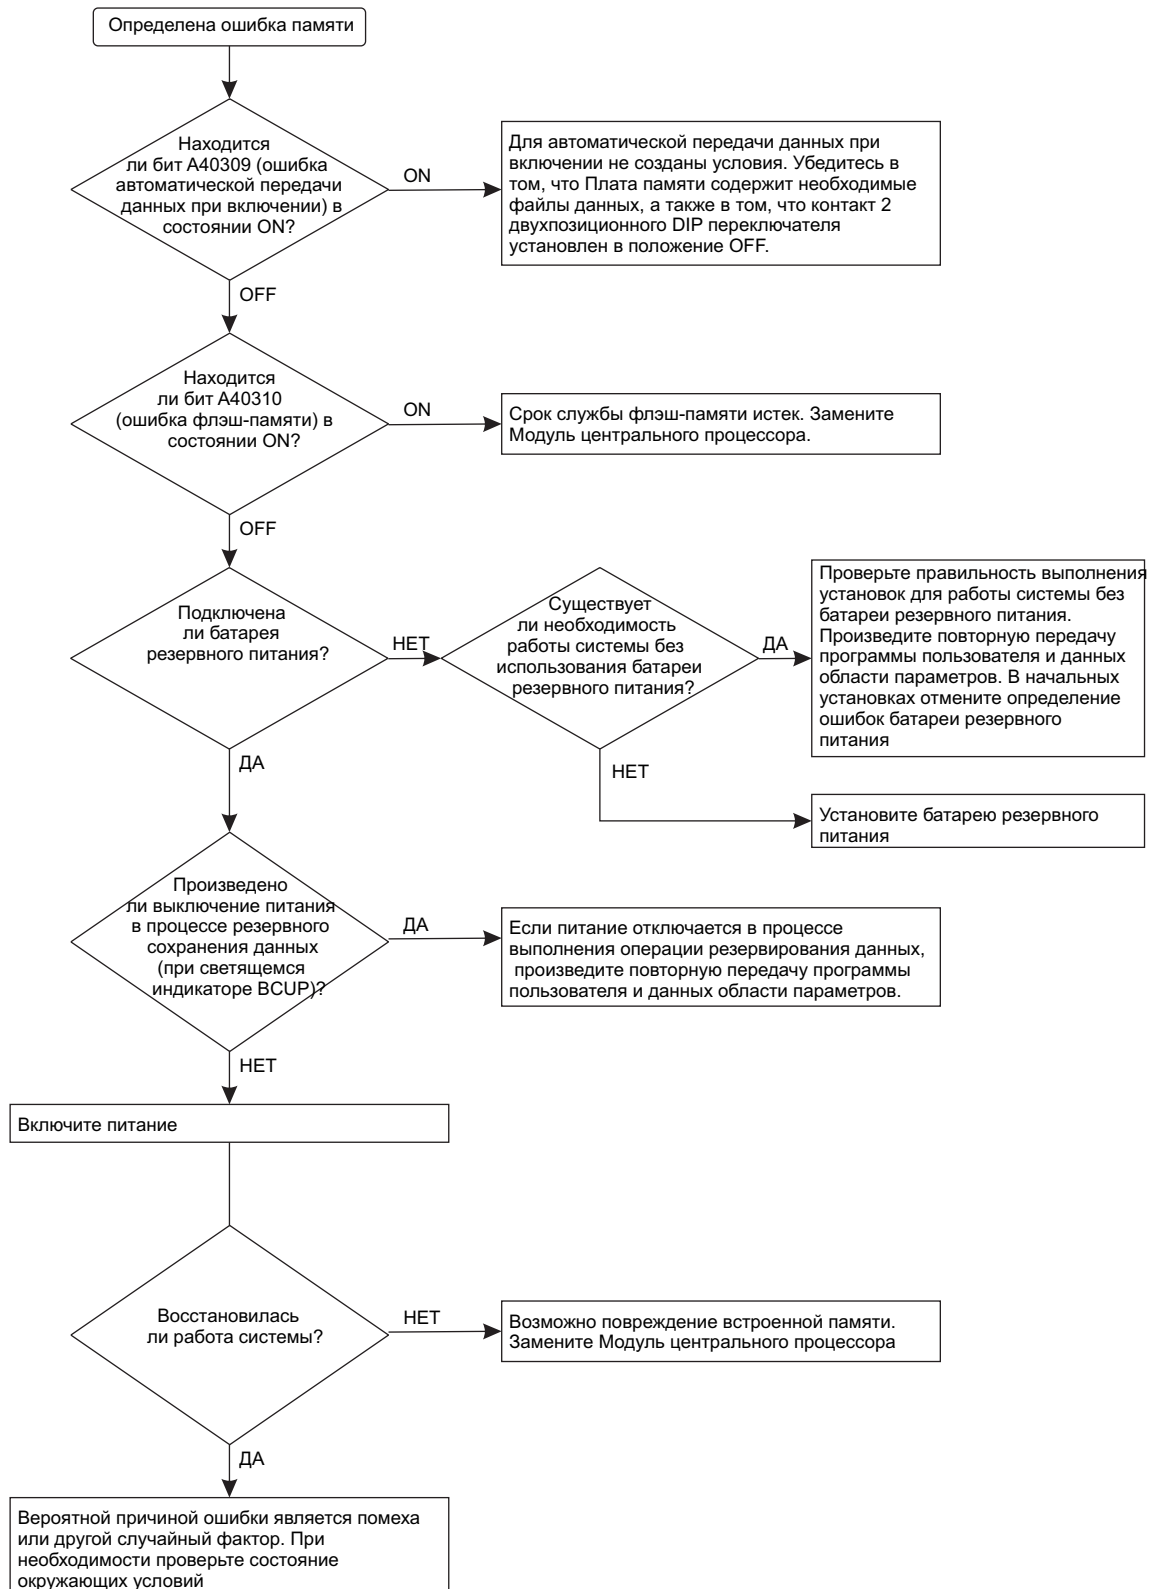 Определена ошибка памяти
Находится
ли бит A40309 (ошибка
автоматической передачи
данных при включении) в
состоянии ON?
ON
Для автоматической передачи данных при
включении не созданы условия. Убедитесь в
том, что Плата памяти содержит необходимые
файлы данных, а также в том, что контакт 2
двухпозиционного DIP переключателя
установлен в положение OFF.
OFF
Находится
ли бит A40310
(ошибка флэш-памяти) в
состоянии ON?
ON
Срок службы флэш-памяти истек. Замените
Модуль центрального процессора.
OFF
Подключена
ли батарея
резервного питания?
НЕТ
Существует
ли необходимость
работы системы без
использования батареи
резервного питания?
ДА
Проверьте правильность выполнения
установок для работы системы без
батареи резервного питания.
Произведите повторную передачу
программы пользователя и данных
области параметров. В начальных
установках отмените определение
ошибок батареи резервного
питания
НЕТ
Установите батарею резервного
питания
ДА
Произведено
ли выключение питания
в процессе резервного
сохранения данных
(при светящемся
индикаторе BCUP)?
ДА
Если питание отключается в процессе
выполнения операции резервирования данных,
произведите повторную передачу программы
пользователя и данных области параметров.
НЕТ
Включите питание
Восстановилась
ли работа системы?
НЕТ
Возможно повреждение встроенной памяти.
Замените Модуль центрального процессора
ДА
Вероятной причиной ошибки является помеха
или другой случайный фактор. При
необходимости проверьте состояние
окружающих условий